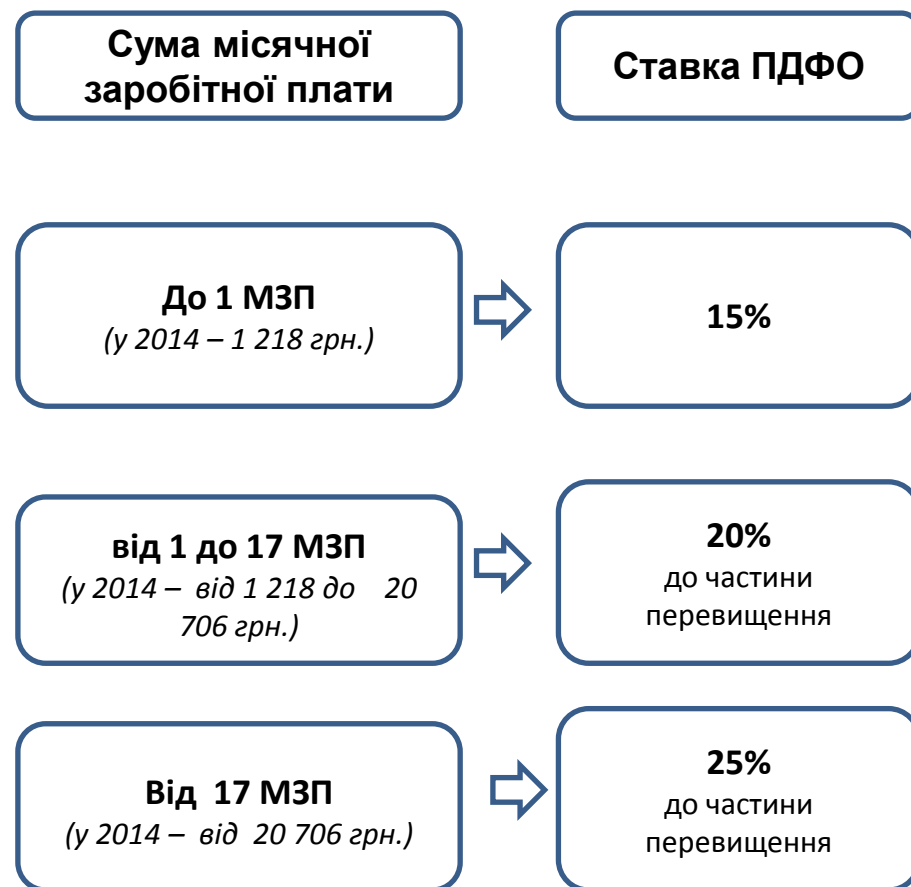 Сума місячної
заробітної плати
Ставка ПДФО
До 1 МЗП
(у 2014 – 1 218 грн.)
15%
від 1 до 17 МЗП
(у 2014 – від 1 218 до 20
706 грн.)
20%
до частини
перевищення
Від 17 МЗП
(у 2014 – від 20 706 грн.)
25%
до частини
перевищення